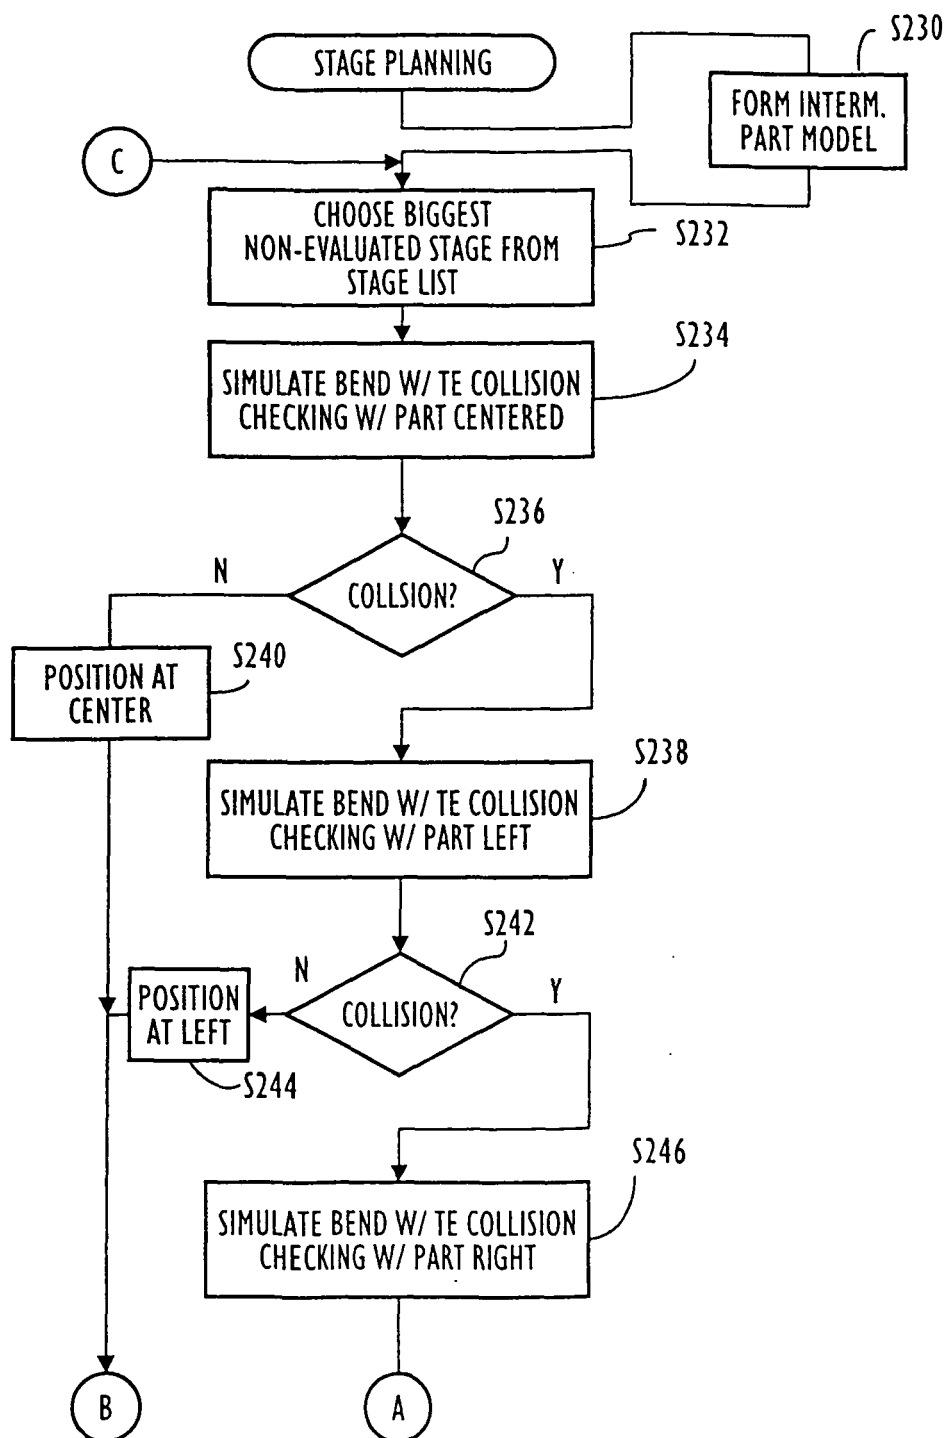 S230
STAGE PLANNING
FORM INTERM.
PART MODEL
C
CHOOSE BIGGEST
NON-EVALUATED STAGE FROM
STAGE LIST
S232
S234
SIMULATE BEND W/ TE COLLISION
CHECKING W/ PART CENTERED
S236
N
Y
COLLSION?
S240
POSITION AT
CENTER
S238
SIMULATE BEND W/ TE COLLISION
CHECKING W/ PART LEFT
S242
N
Y
POSITION
AT LEFT
COLLISION?
S244
S246
SIMULATE BEND W/ TE COLLISION
CHECKING W/ PART RIGHT
B
A